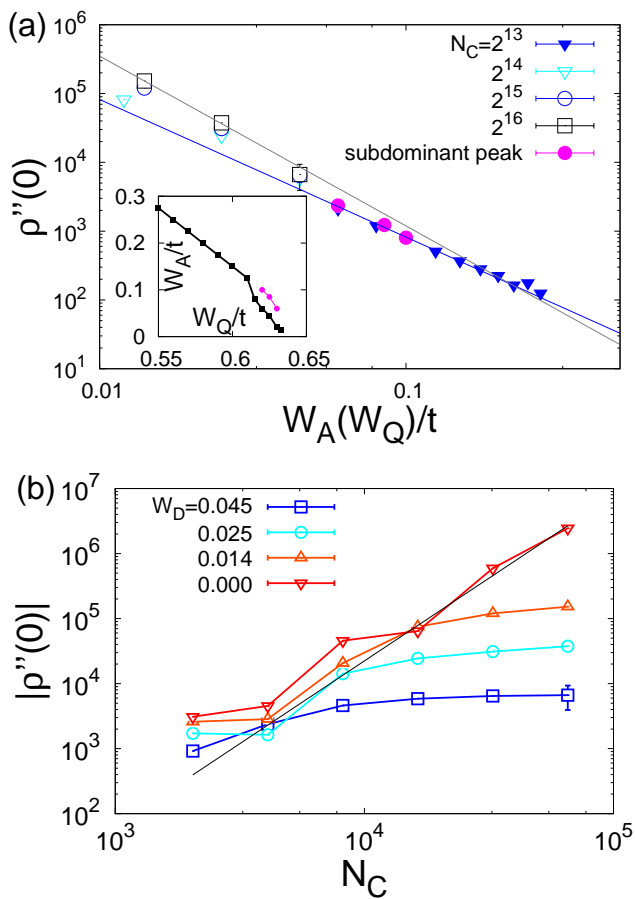 (a)
10^6
10^5
10^4
10^3
10^2
10^1
ρ''(0)
N_C=2^13
2^14
2^15
2^16
subdominant peak
0.3
0.2
0.1
0
W_A/t
W_Q/t
0.55
0.6
0.65
0.01
0.1
W_A(W_Q)/t
(b)
10^7
10^6
10^5
10^4
10^3
10^2
|ρ''(0)|
W_D=0.045
0.025
0.014
0.000
10^3
10^4
10^5
N_C